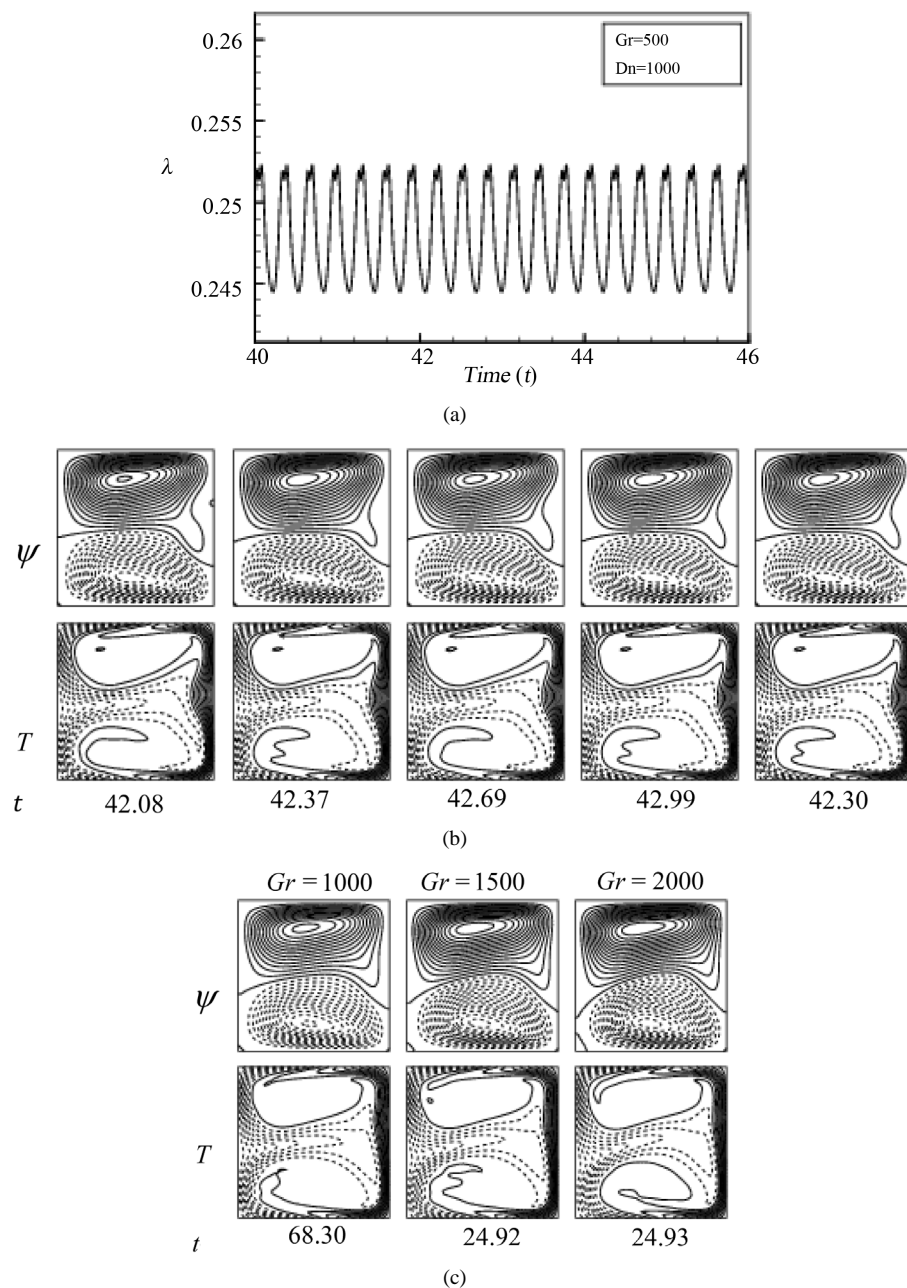 0.26
Gr=500
Dn=1000
0.255
λ
0.25
0.245
40 42 44 46
Time (t)
(a)
ψ
T
t 42.08 42.37 42.69 42.99 42.30
(b)
Gr = 1000 Gr = 1500 Gr = 2000
ψ
T
t 68.30 24.92 24.93
(c)